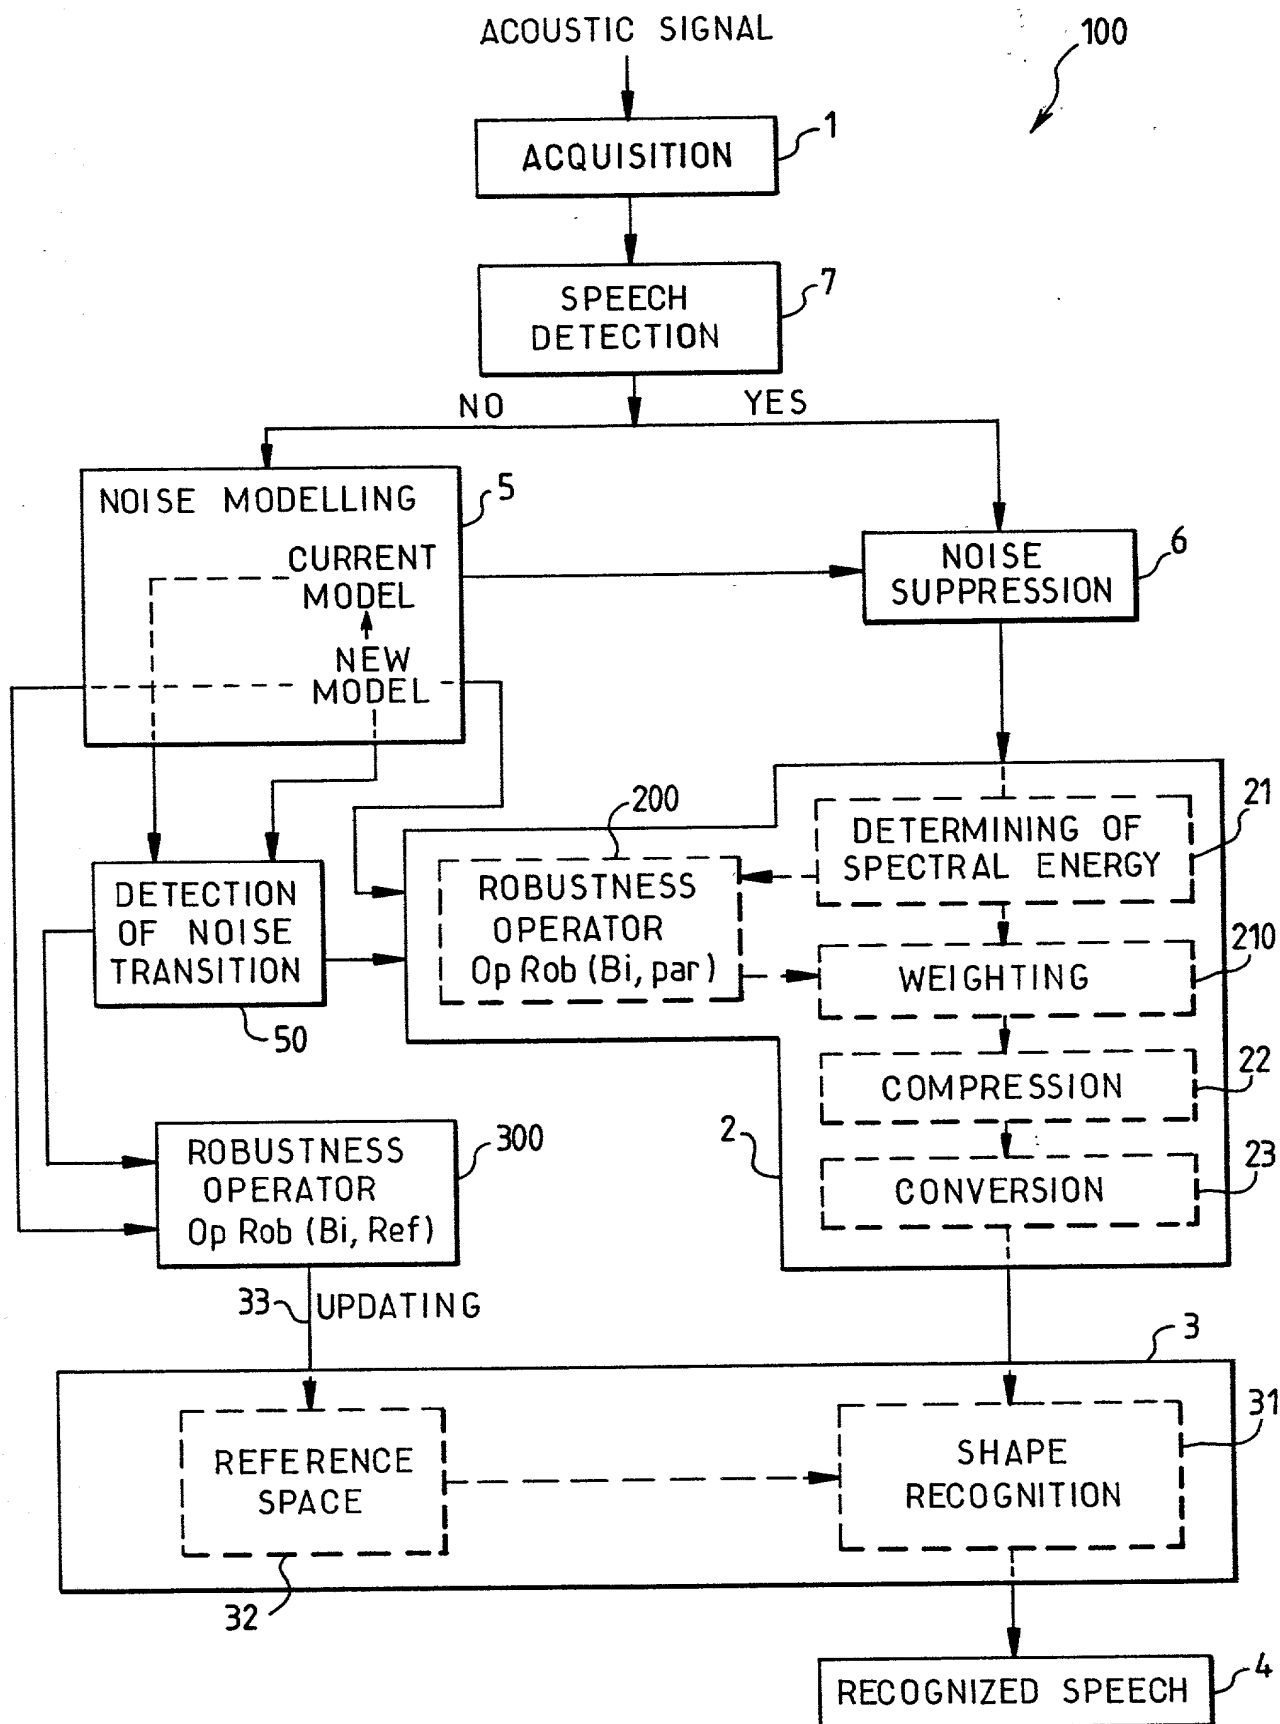 ACOUSTIC SIGNAL
100
1
ACQUISITION
7
SPEECH
DETECTION
NO
YES
NOISE MODELLING
5
CURRENT
MODEL
NEW
MODEL
6
NOISE
SUPPRESSION
200
21
DETERMINING OF
SPECTRAL ENERGY
ROBUSTNESS
OPERATOR
Op Rob (Bi, par)
DETECTION
OF NOISE
TRANSITION
50
210
WEIGHTING
22
COMPRESSION
2
23
CONVERSION
300
ROBUSTNESS
OPERATOR
Op Rob (Bi, Ref)
33
UPDATING
3
31
REFERENCE
SPACE
SHAPE
RECOGNITION
32
4
RECOGNIZED SPEECH